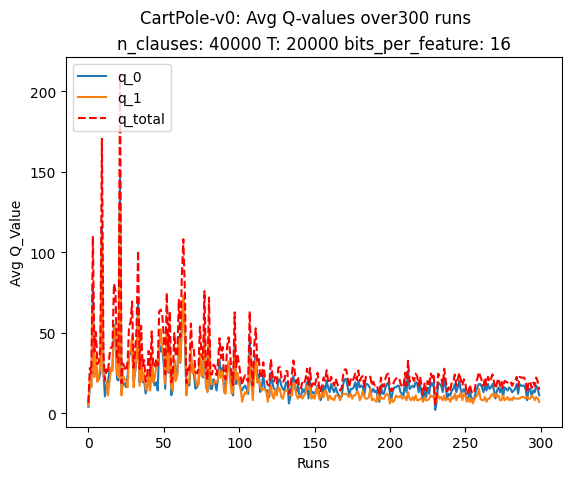 CartPole-v0: Avg Q-values over300 runs
n_clauses: 40000 T: 20000 bits_per_feature: 16
q_0
q_1
q_total
Avg Q_Value
200
150
100
50
0
0 50 100 150 200 250 300
Runs